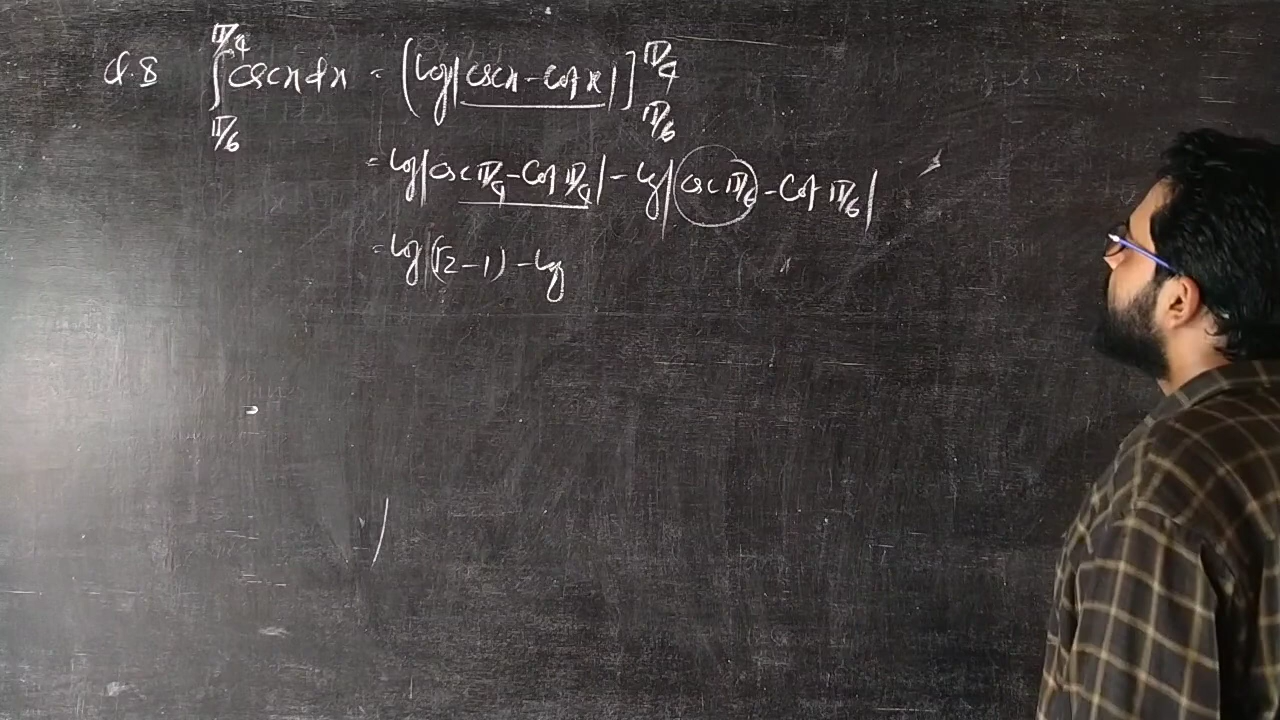 Q.8 ∫_{π/6}^{π/4} cscx dx = [log|cscx - cotx|]_{π/6}^{π/4}
= log|csc π/4 - cot π/4| - log|csc π/6 - cot π/6|
= log(√2 - 1) - log